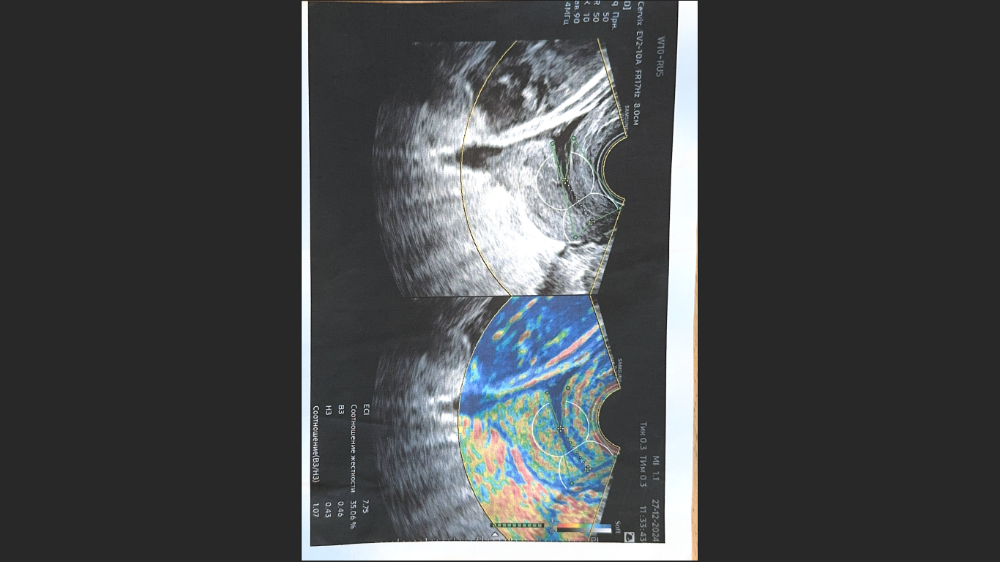 W10-RUS
Cervix EV2-10A FR17Hz 8.0см
MI 1.1 27-12-2024
Тик 0.3 ТИм 0.3 11:33:43
D]
Прн.
50
R 50
K 10
90
4МГц
SAMSUNG
SAMSUNG
Soft
ECI 7.75
Соотношение жесткости 35.06 %
ВЗ 0.46
НЗ 0.43
Соотношение(ВЗ/НЗ) 1.07